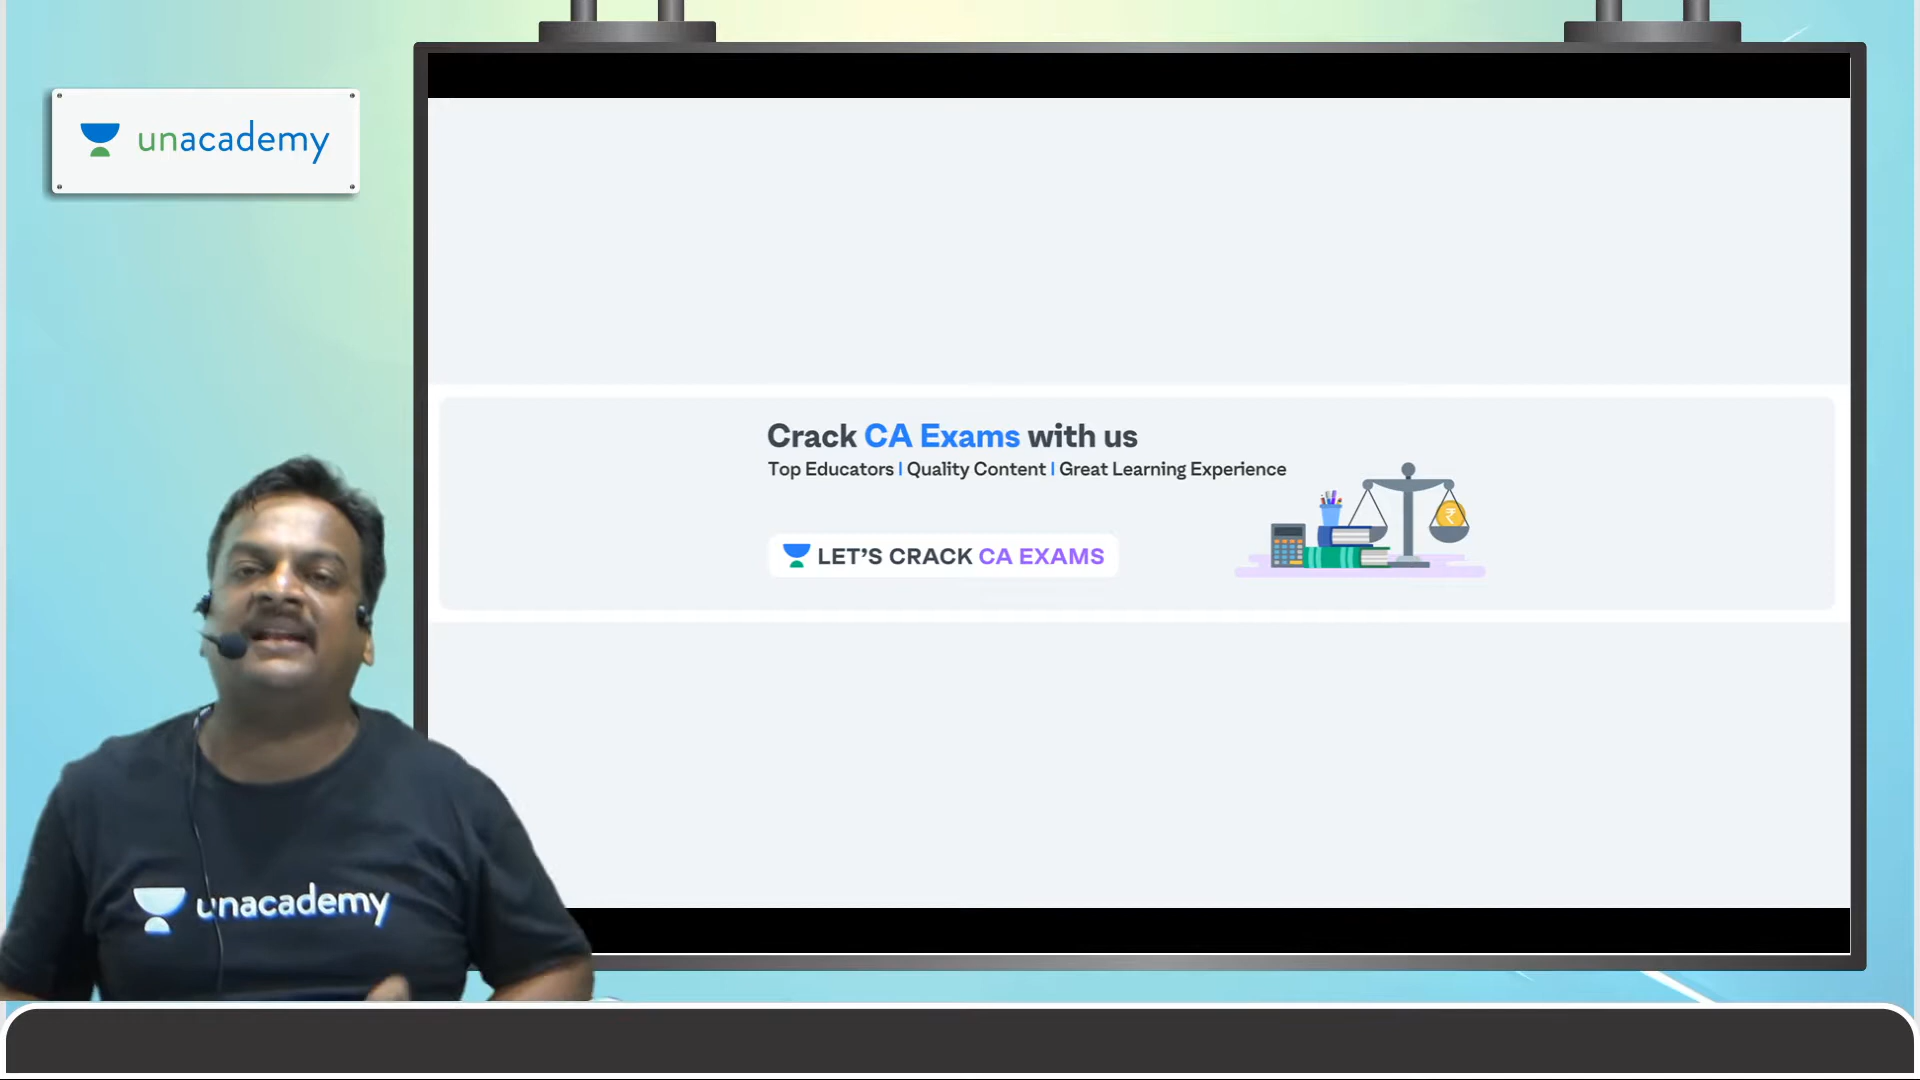 unacademy
Crack CA Exams with us
Top Educators | Quality Content | Great Learning Experience
LET'S CRACK CA EXAMS
₹
unacademy